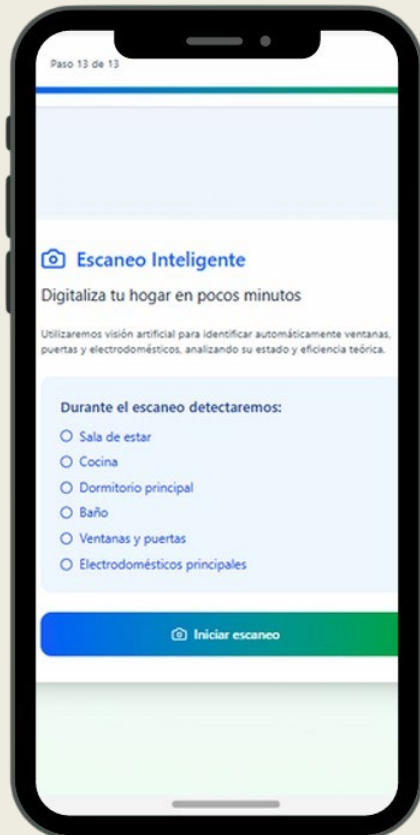 Paso 13 de 13
Escaneo Inteligente
Digitaliza tu hogar en pocos minutos
Utilizaremos visión artificial para identificar automáticamente ventanas,
puertas y electrodomésticos, analizando su estado y eficiencia teórica.
Durante el escaneo detectaremos:
Sala de estar
Cocina
Dormitorio principal
Baño
Ventanas y puertas
Electrodomésticos principales
Iniciar escaneo